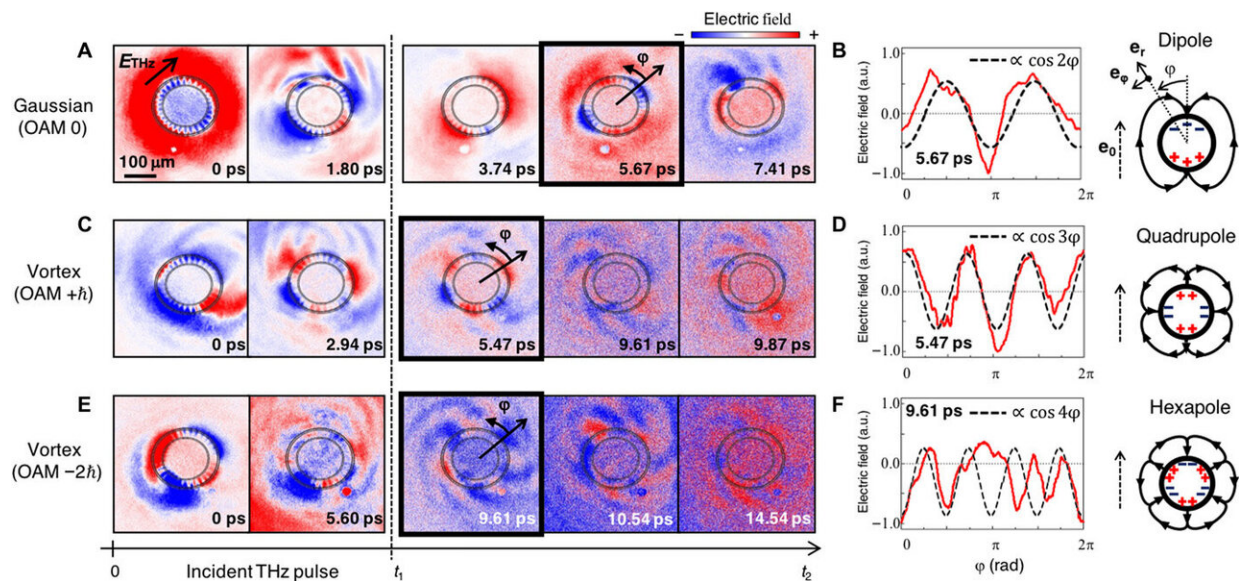 Electric field
− +
A
Gaussian
(OAM 0)
E_THz
100 μm
0 ps
1.80 ps
3.74 ps
φ
5.67 ps
7.41 ps
B
Electric field (a.u.)
1.0
0.0
−1.0
∝ cos 2φ
5.67 ps
0 π 2π
Dipole
e_r
e_φ
φ
e_0
− − −
+ + +
C
Vortex
(OAM +ℏ)
0 ps
2.94 ps
φ
5.47 ps
9.61 ps
9.87 ps
D
Electric field (a.u.)
1.0
0.0
−1.0
∝ cos 3φ
5.47 ps
0 π 2π
Quadrupole
++
− −
++
E
Vortex
(OAM −2ℏ)
0 ps
5.60 ps
φ
9.61 ps
10.54 ps
14.54 ps
F
Electric field (a.u.)
1.0
0.0
−1.0
9.61 ps
∝ cos 4φ
0 π 2π
φ (rad)
Hexapole
0
Incident THz pulse
t₁
t₂